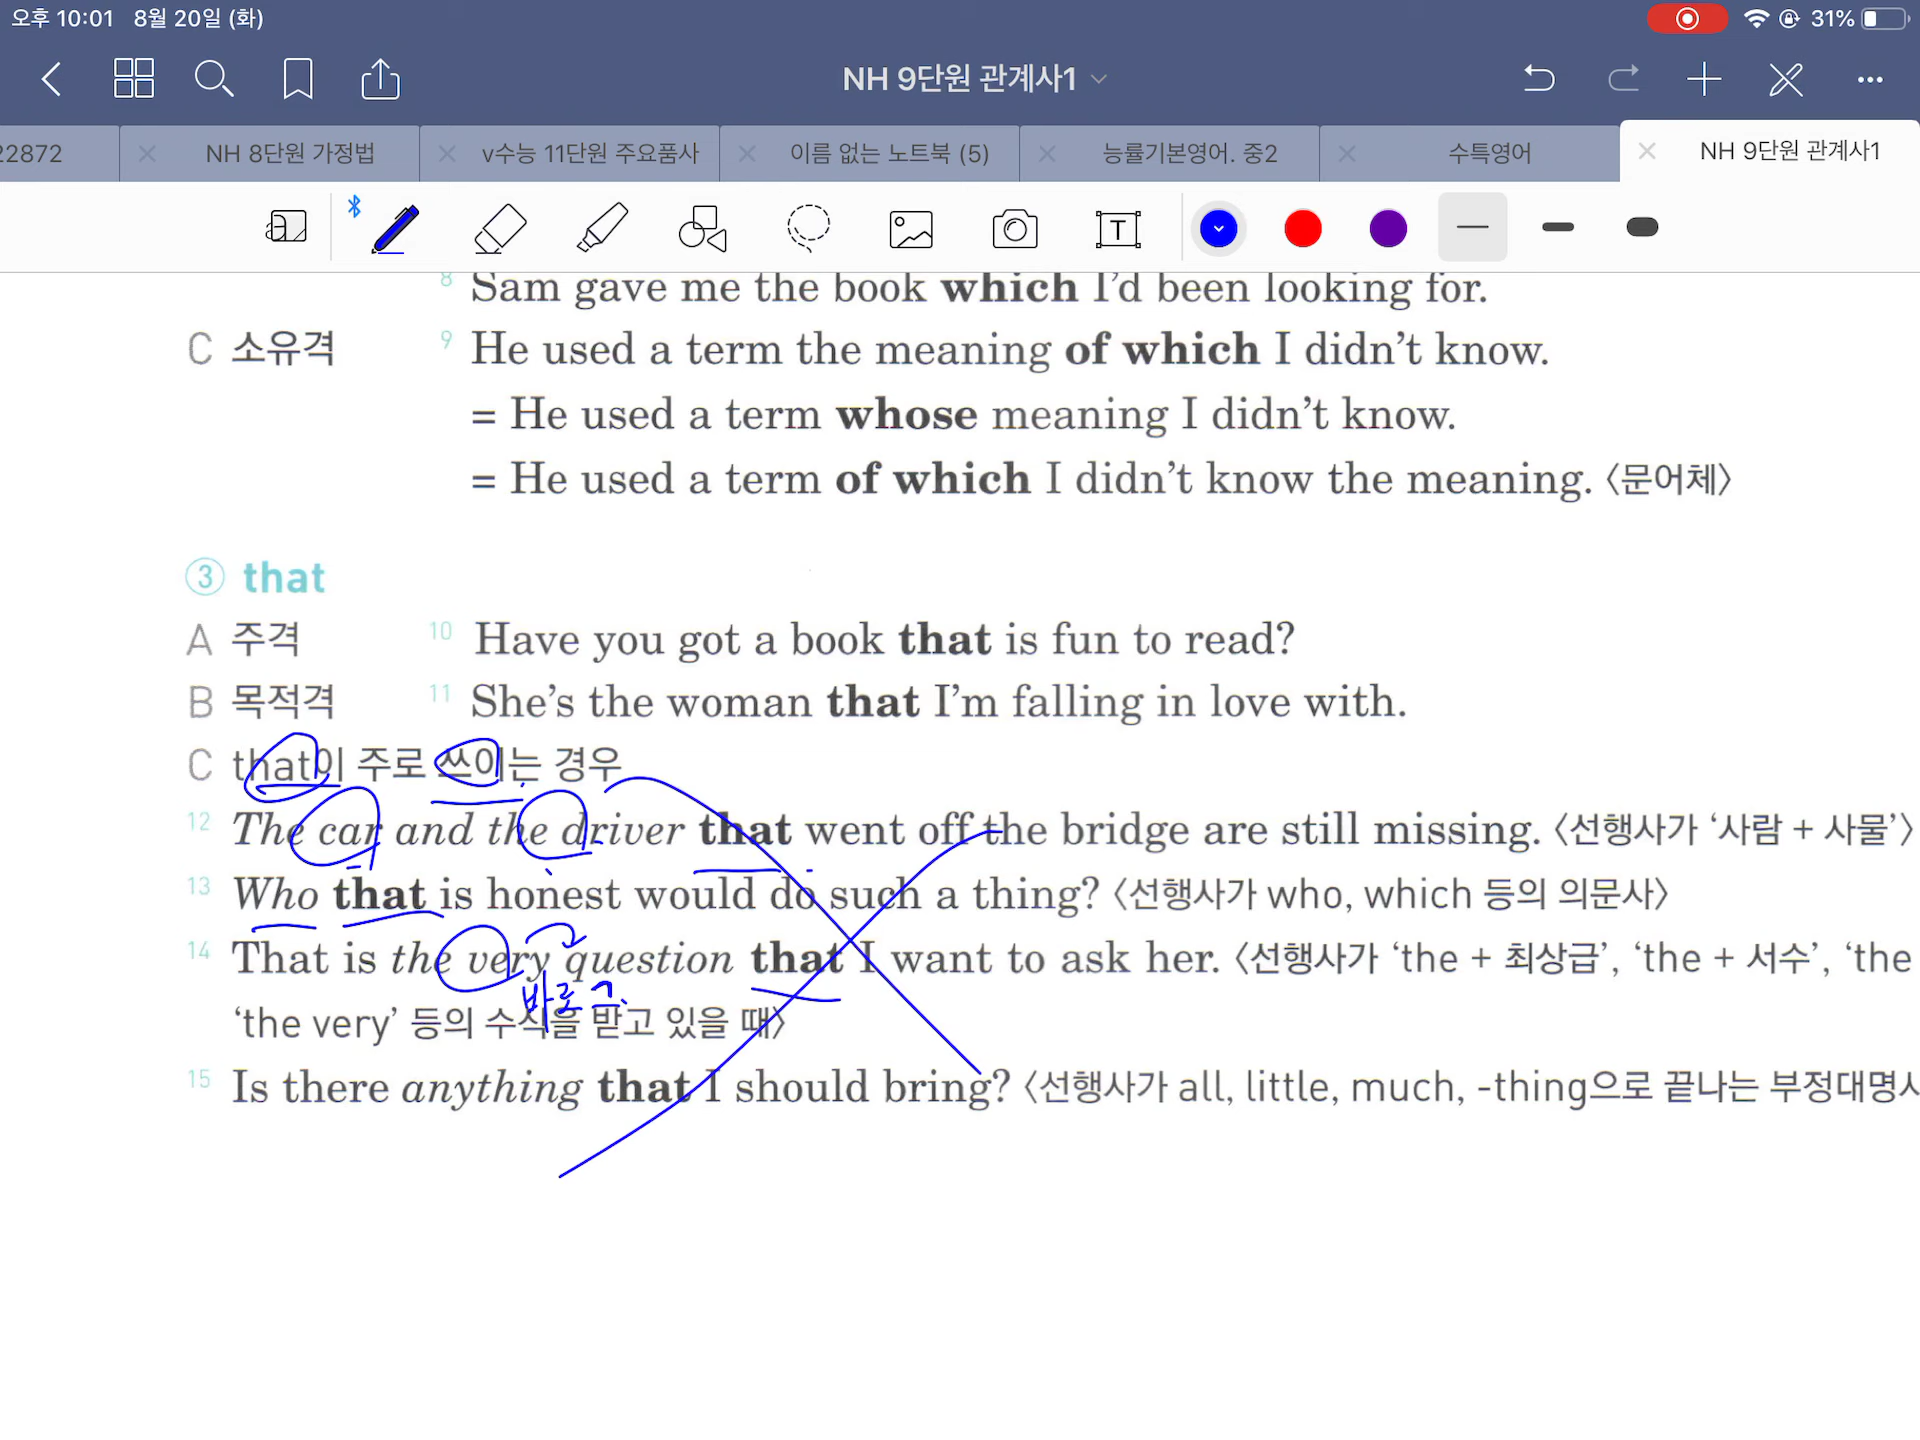 오후 10:01 8월 20일 (화) 31%
NH 9단원 관계사1
22872 NH 8단원 가정법 v수능 11단원 주요품사 이름 없는 노트북 (5) 능률기본영어. 중2 수특영어 NH 9단원 관계사1
8 Sam gave me the book which I'd been looking for.
C 소유격 9 He used a term the meaning of which I didn't know.
= He used a term whose meaning I didn't know.
= He used a term of which I didn't know the meaning. 〈문어체〉
③ that
A 주격 10 Have you got a book that is fun to read?
B 목적격 11 She's the woman that I'm falling in love with.
C that이 주로 쓰이는 경우
12 The car and the driver that went off the bridge are still missing. 〈선행사가 ‘사람 + 사물’〉
13 Who that is honest would do such a thing? 〈선행사가 who, which 등의 의문사〉
14 That is the very question that I want to ask her. 〈선행사가 ‘the + 최상급’, ‘the + 서수’, ‘the
바로 그
‘the very’ 등의 수식을 받고 있을 때〉
15 Is there anything that I should bring? 〈선행사가 all, little, much, -thing으로 끝나는 부정대명사